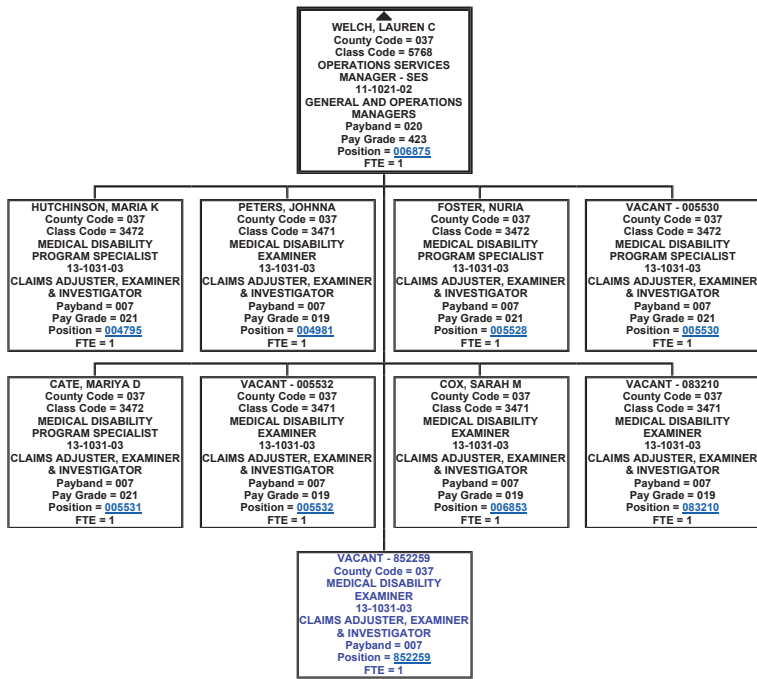 WELCH, LAUREN C
County Code = 037
Class Code = 5768
OPERATIONS SERVICES
MANAGER - SES
11-1021-02
GENERAL AND OPERATIONS
MANAGERS
Payband = 020
Pay Grade = 423
Position = 006875
FTE = 1
HUTCHINSON, MARIA K
County Code = 037
Class Code = 3472
MEDICAL DISABILITY
PROGRAM SPECIALIST
13-1031-03
CLAIMS ADJUSTER, EXAMINER
& INVESTIGATOR
Payband = 007
Pay Grade = 021
Position = 004795
FTE = 1
PETERS, JOHNNA
County Code = 037
Class Code = 3471
MEDICAL DISABILITY
EXAMINER
13-1031-03
CLAIMS ADJUSTER, EXAMINER
& INVESTIGATOR
Payband = 007
Pay Grade = 019
Position = 004981
FTE = 1
FOSTER, NURIA
County Code = 037
Class Code = 3472
MEDICAL DISABILITY
PROGRAM SPECIALIST
13-1031-03
CLAIMS ADJUSTER, EXAMINER
& INVESTIGATOR
Payband = 007
Pay Grade = 021
Position = 005528
FTE = 1
VACANT - 005530
County Code = 037
Class Code = 3472
MEDICAL DISABILITY
PROGRAM SPECIALIST
13-1031-03
CLAIMS ADJUSTER, EXAMINER
& INVESTIGATOR
Payband = 007
Pay Grade = 021
Position = 005530
FTE = 1
CATE, MARIYA D
County Code = 037
Class Code = 3472
MEDICAL DISABILITY
PROGRAM SPECIALIST
13-1031-03
CLAIMS ADJUSTER, EXAMINER
& INVESTIGATOR
Payband = 007
Pay Grade = 021
Position = 005531
FTE = 1
VACANT - 005532
County Code = 037
Class Code = 3471
MEDICAL DISABILITY
EXAMINER
13-1031-03
CLAIMS ADJUSTER, EXAMINER
& INVESTIGATOR
Payband = 007
Pay Grade = 019
Position = 005532
FTE = 1
COX, SARAH M
County Code = 037
Class Code = 3471
MEDICAL DISABILITY
EXAMINER
13-1031-03
CLAIMS ADJUSTER, EXAMINER
& INVESTIGATOR
Payband = 007
Pay Grade = 019
Position = 006853
FTE = 1
VACANT - 083210
County Code = 037
Class Code = 3471
MEDICAL DISABILITY
EXAMINER
13-1031-03
CLAIMS ADJUSTER, EXAMINER
& INVESTIGATOR
Payband = 007
Pay Grade = 019
Position = 083210
FTE = 1
VACANT - 852259
County Code = 037
MEDICAL DISABILITY
EXAMINER
13-1031-03
CLAIMS ADJUSTER, EXAMINER
& INVESTIGATOR
Payband = 007
Position = 852259
FTE = 1